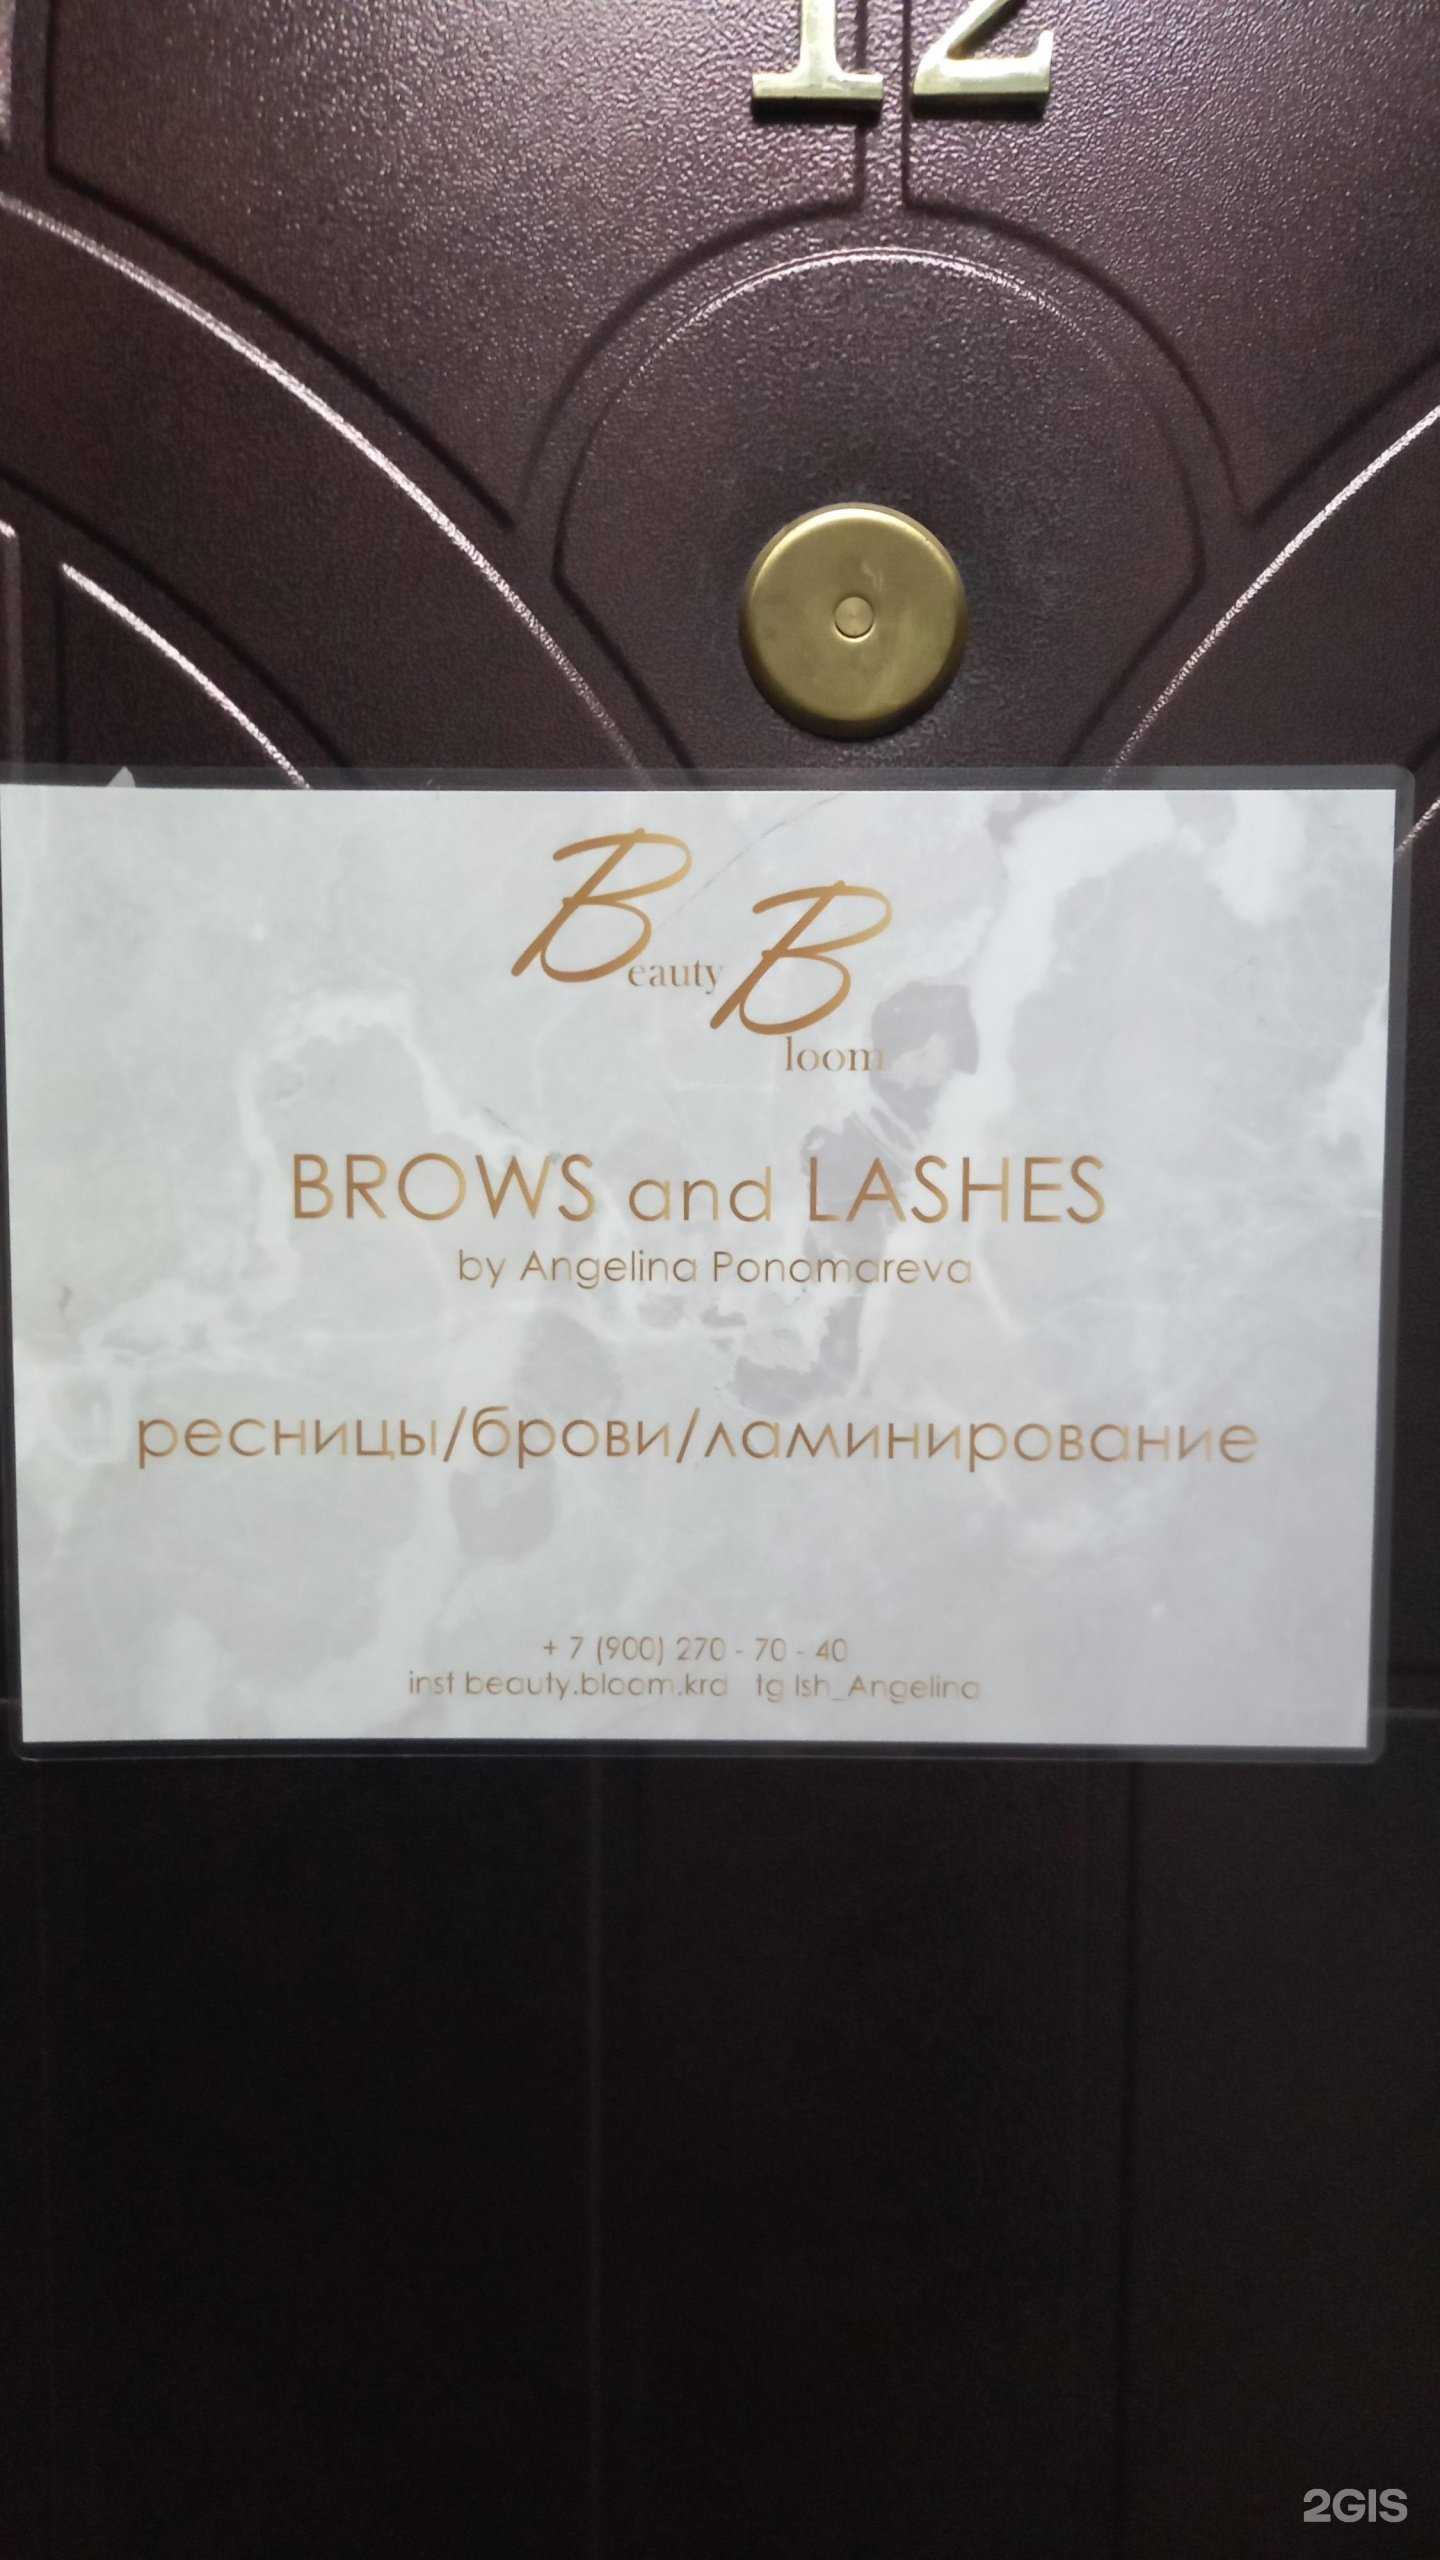 12
Beauty
Bloom
BROWS and LASHES
by Angelina Ponomareva
ресницы/брови/ламинирование
+ 7 (900) 270 - 70 - 40
inst beauty.bloom.krd tg lsh_Angelina
2GIS